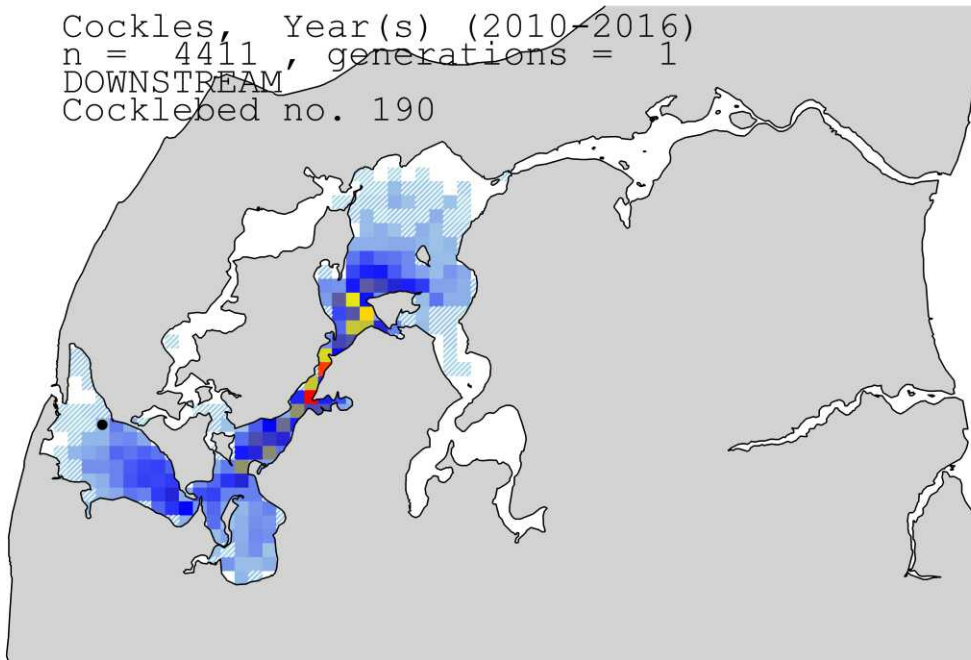 Cockles, Year(s) (2010-2016)
n = 4411 , generations = 1
DOWNSTREAM
Cocklebed no. 190